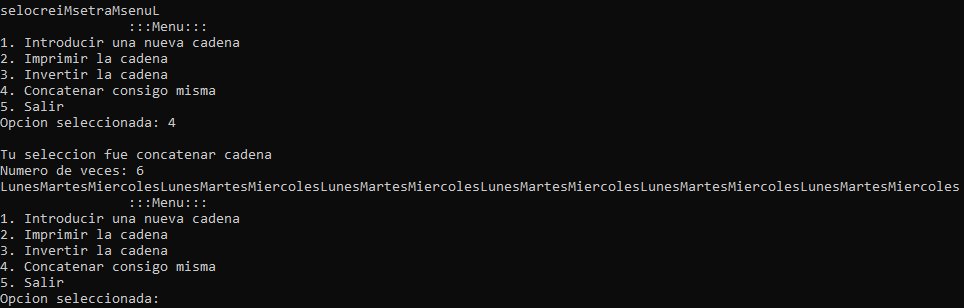 selocreiMsetraMsenuL
:::Menu:::
1. Introducir una nueva cadena
2. Imprimir la cadena
3. Invertir la cadena
4. Concatenar consigo misma
5. Salir
Opcion seleccionada: 4
Tu seleccion fue concatenar cadena
Numero de veces: 6
LunesMartesMiercolesLunesMartesMiercolesLunesMartesMiercolesLunesMartesMiercolesLunesMartesMiercolesLunesMartesMiercoles
:::Menu:::
1. Introducir una nueva cadena
2. Imprimir la cadena
3. Invertir la cadena
4. Concatenar consigo misma
5. Salir
Opcion seleccionada: